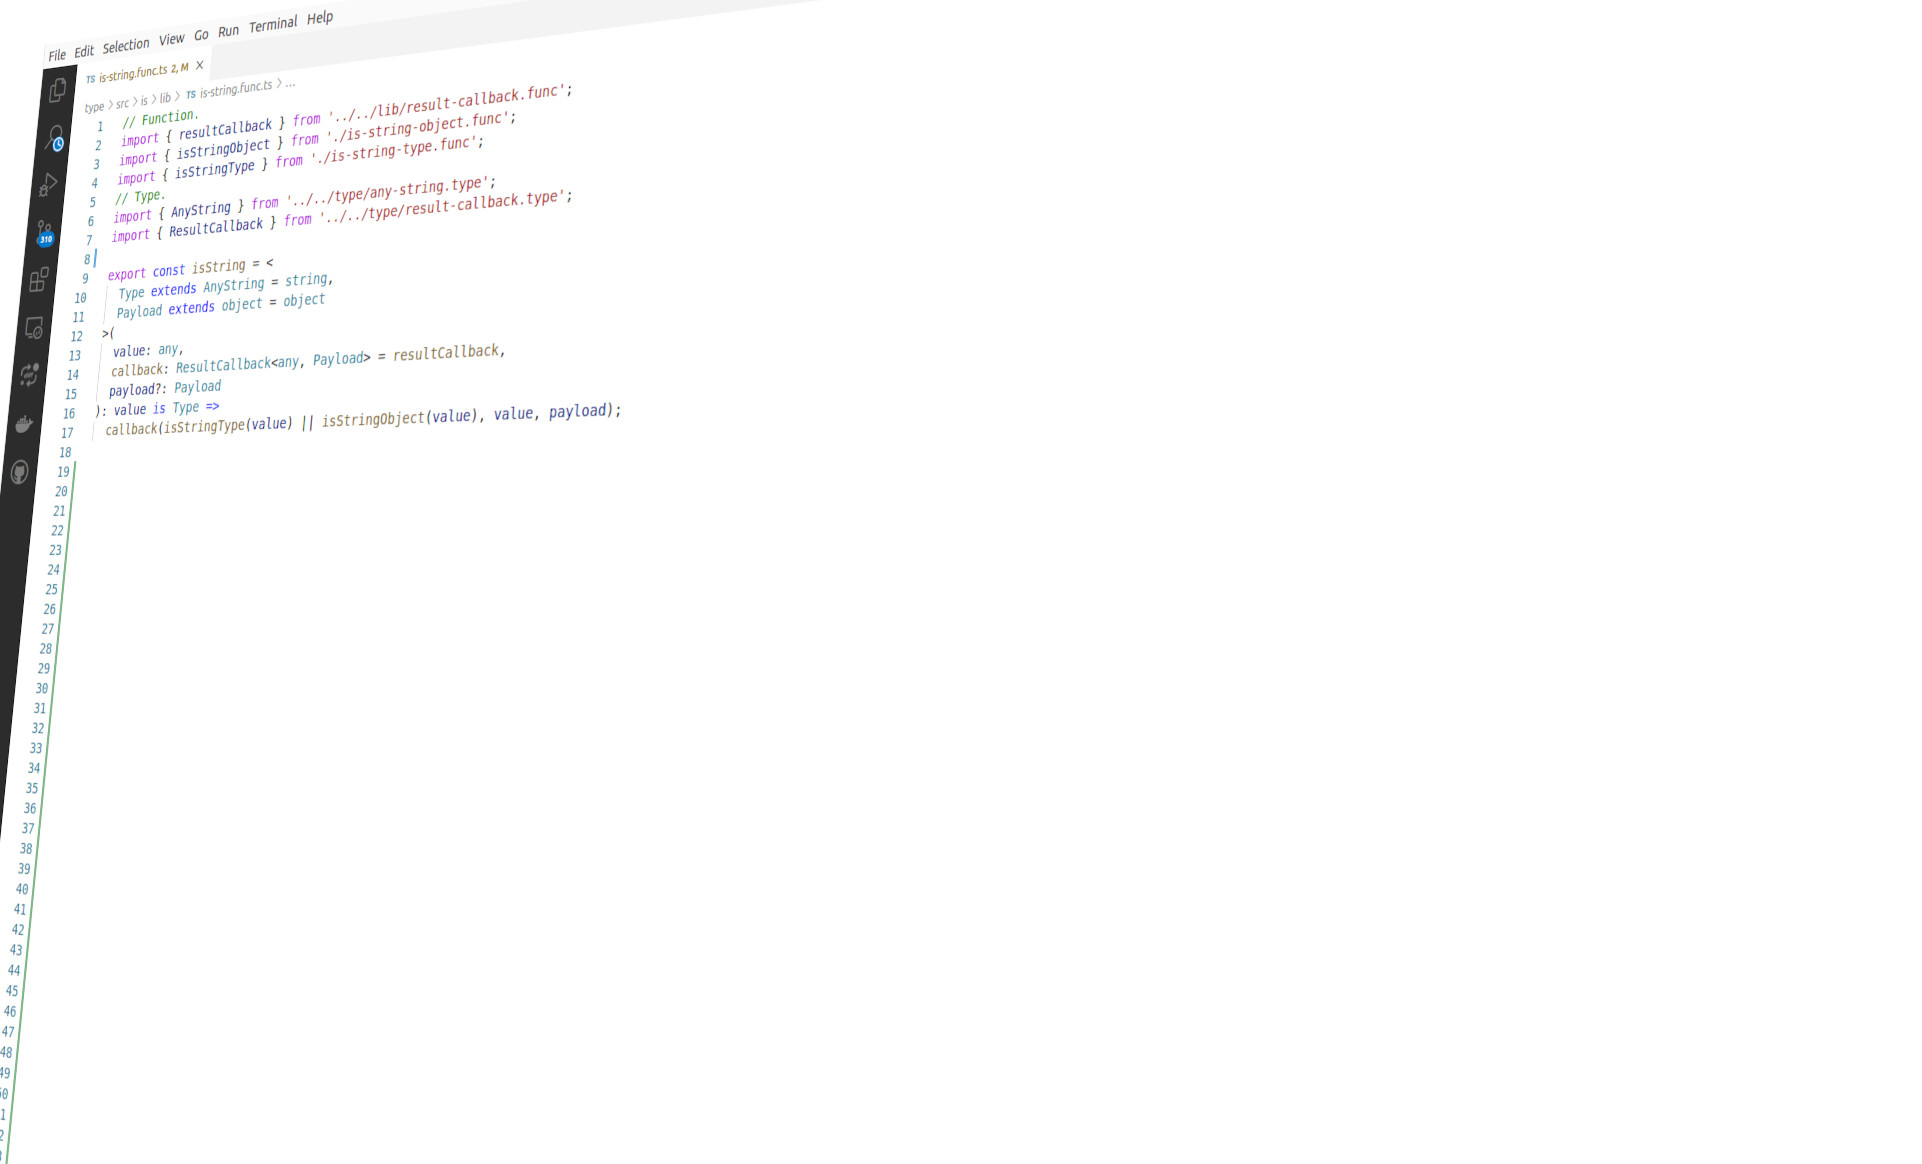 File Edit Selection View Go Run Terminal Help
TS is-string.func.ts 2, M
type > src > is > lib > TS is-string.func.ts > ...
1 // Function.
2 import { resultCallback } from '../../lib/result-callback.func';
3 import { isStringObject } from './is-string-object.func';
4 import { isStringType } from './is-string-type.func';
5 // Type.
6 import { AnyString } from '../../type/any-string.type';
7 import { ResultCallback } from '../../type/result-callback.type';
8
9 export const isString = <
10 Type extends AnyString = string,
11 Payload extends object = object
12 >(
13 value: any,
14 callback: ResultCallback<any, Payload> = resultCallback,
15 payload?: Payload
16 ): value is Type =>
17 callback(isStringType(value) || isStringObject(value), value, payload);
18
19
20
21
22
23
24
25
26
27
28
29
30
31
32
33
34
35
36
37
38
39
40
41
42
43
44
45
46
47
48
310